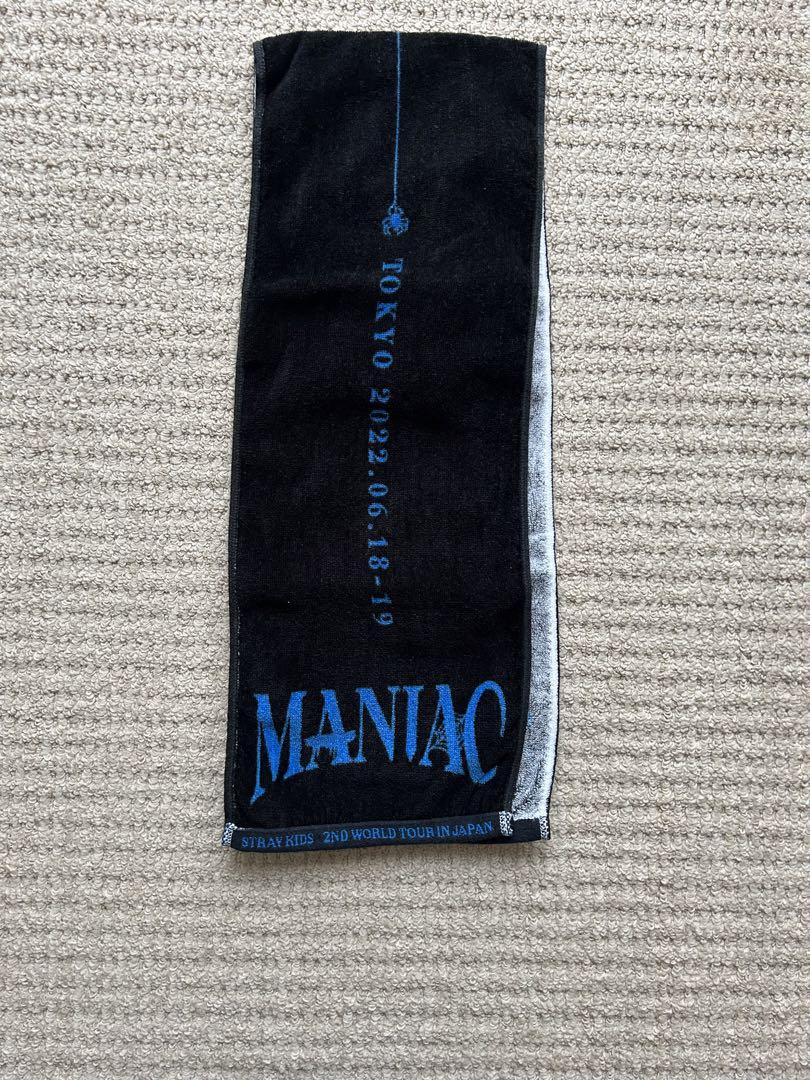 TOKYO 2022.06.18-19
MANIAC
STRAY KIDS 2ND WORLD TOUR IN JAPAN